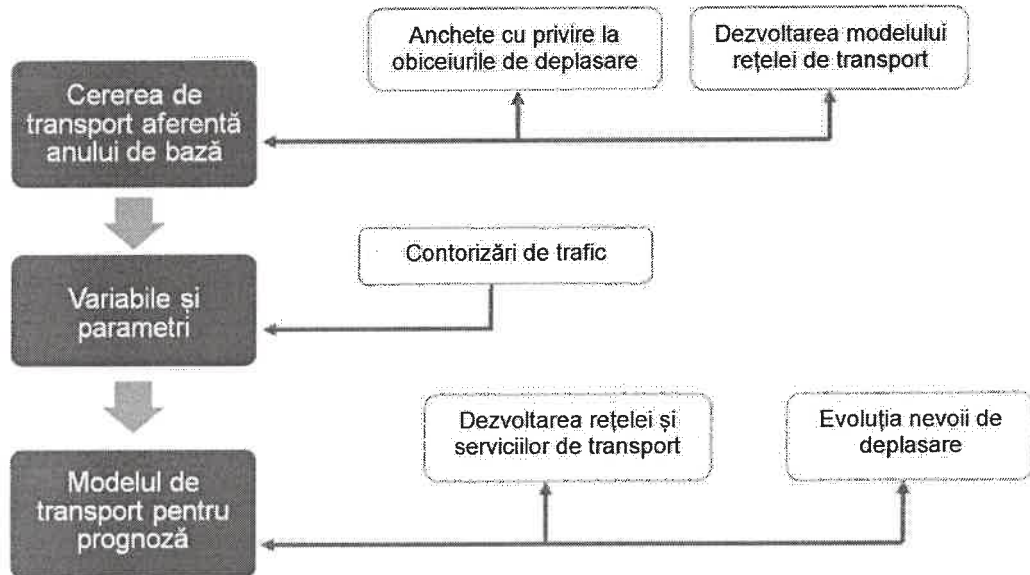 Anchete cu privire la
obiceiurile de deplasare
Dezvoltarea modelului
rețelei de transport
Cererea de
transport aferentă
anului de bază
Contorizări de trafic
Variabile și
parametri
Dezvoltarea rețelei și
serviciilor de transport
Evoluția nevoii de
deplasare
Modelul de
transport pentru
prognoză